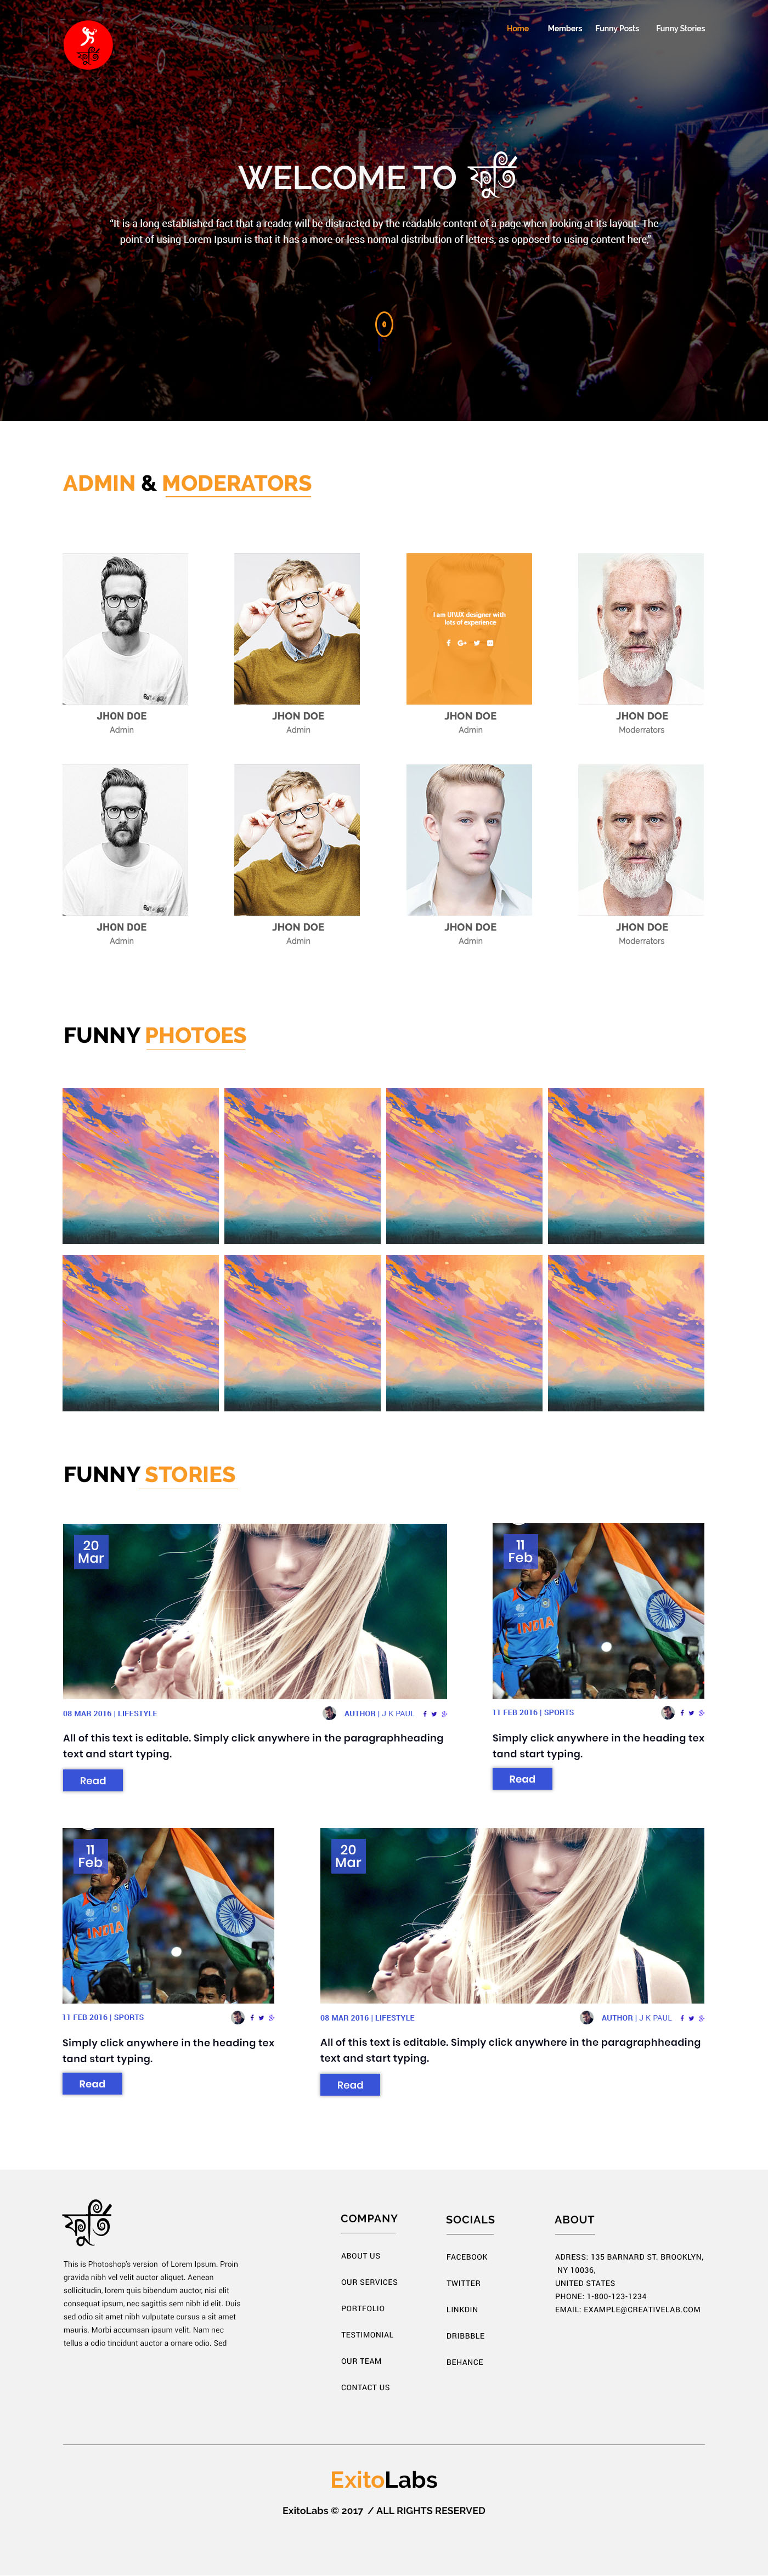 ফূর্তি
Home Members Funny Posts Funny Stories
WELCOME TO ফূর্তি
"It is a long established fact that a reader will be distracted by the readable content of a page when looking at its layout. The
point of using Lorem Ipsum is that it has a more-or-less normal distribution of letters, as opposed to using content here,"
ADMIN & MODERATORS
I am UI\UX designer with
lots of experience
JHON DOE JHON DOE JHON DOE JHON DOE
Admin Admin Admin Moderrators
JHON DOE JHON DOE JHON DOE JHON DOE
Admin Admin Admin Moderrators
FUNNY PHOTOES
FUNNY STORIES
20
Mar
08 MAR 2016 | LIFESTYLE
AUTHOR | J K PAUL
All of this text is editable. Simply click anywhere in the paragraphheading
text and start typing.
Read
11
Feb
INDIA
11 FEB 2016 | SPORTS
Simply click anywhere in the heading tex
tand start typing.
Read
11
Feb
INDIA
11 FEB 2016 | SPORTS
Simply click anywhere in the heading tex
tand start typing.
Read
20
Mar
08 MAR 2016 | LIFESTYLE
AUTHOR | J K PAUL
All of this text is editable. Simply click anywhere in the paragraphheading
text and start typing.
Read
ফূর্তি
This is Photoshop's version of Lorem Ipsum. Proin
gravida nibh vel velit auctor aliquet. Aenean
sollicitudin, lorem quis bibendum auctor, nisi elit
consequat ipsum, nec sagittis sem nibh id elit. Duis
sed odio sit amet nibh vulputate cursus a sit amet
mauris. Morbi accumsan ipsum velit. Nam nec
tellus a odio tincidunt auctor a ornare odio. Sed
COMPANY
ABOUT US
OUR SERVICES
PORTFOLIO
TESTIMONIAL
OUR TEAM
CONTACT US
SOCIALS
FACEBOOK
TWITTER
LINKDIN
DRIBBBLE
BEHANCE
ABOUT
ADRESS: 135 BARNARD ST. BROOKLYN,
NY 10036,
UNITED STATES
PHONE: 1-800-123-1234
EMAIL: EXAMPLE@CREATIVELAB.COM
ExitoLabs
ExitoLabs © 2017 / ALL RIGHTS RESERVED